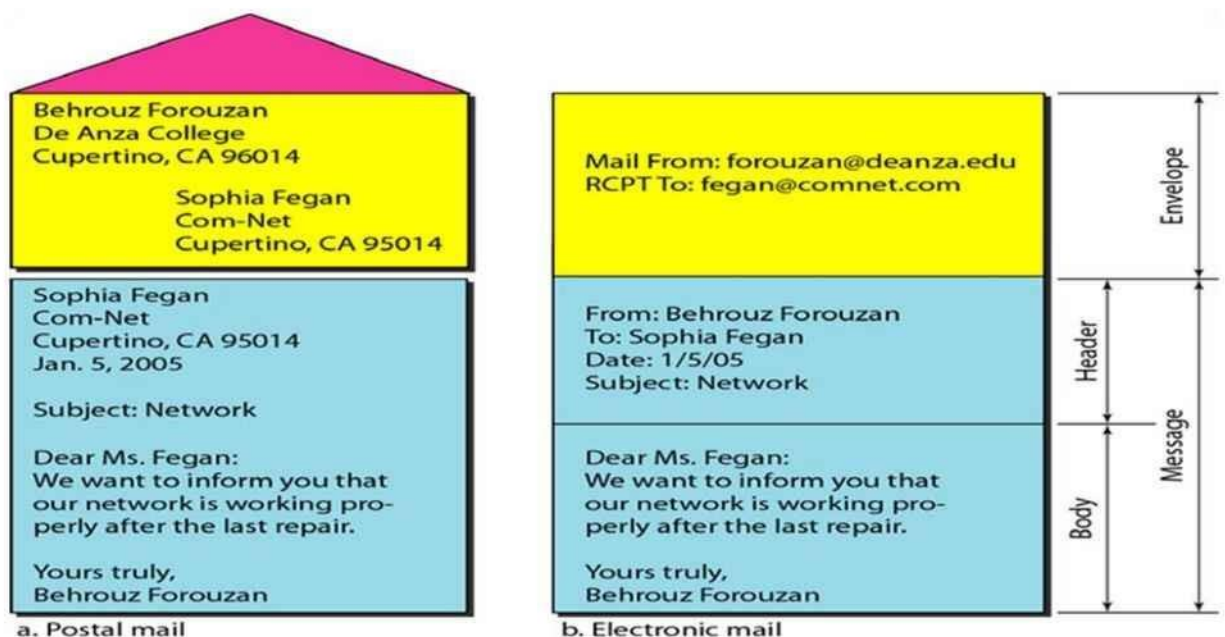 Behrouz Forouzan
De Anza College
Cupertino, CA 96014
Sophia Fegan
Com-Net
Cupertino, CA 95014
Sophia Fegan
Com-Net
Cupertino, CA 95014
Jan. 5, 2005
Subject: Network
Dear Ms. Fegan:
We want to inform you that
our network is working pro-
perly after the last repair.
Yours truly,
Behrouz Forouzan
a. Postal mail
Mail From: forouzan@deanza.edu
RCPT To: fegan@comnet.com
From: Behrouz Forouzan
To: Sophia Fegan
Date: 1/5/05
Subject: Network
Dear Ms. Fegan:
We want to inform you that
our network is working pro-
perly after the last repair.
Yours truly,
Behrouz Forouzan
b. Electronic mail
Envelope
Header
Message
Body